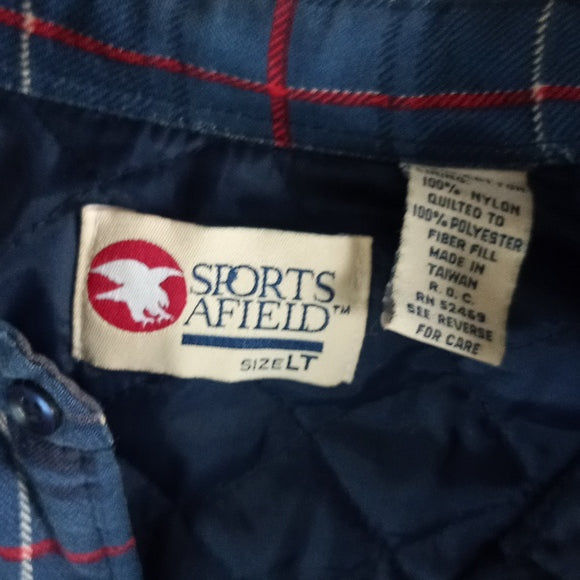 SPORTS
AFIELD™
SIZE LT
COTTON
100% NYLON
QUILTED TO
100% POLYESTER
FIBER FILL
MADE IN
TAIWAN
R.O.C.
RN 52469
SEE REVERSE
FOR CARE